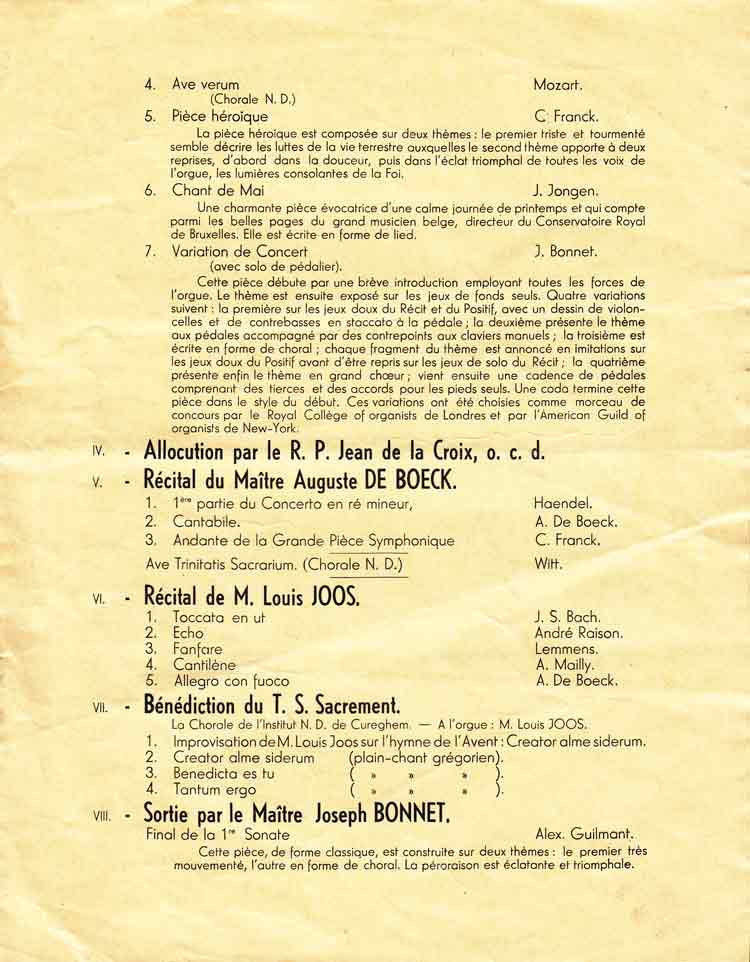 4. Ave verum Mozart.
(Chorale N. D.)
5. Pièce héroïque C. Franck.
La pièce héroïque est composée sur deux thèmes : le premier triste et tourmenté
semble décrire les luttes de la vie terrestre auxquelles le second thème apporte à deux
reprises, d'abord dans la douceur, puis dans l'éclat triomphal de toutes les voix de
l'orgue, les lumières consolantes de la Foi.
6. Chant de Mai J. Jongen.
Une charmante pièce évocatrice d'une calme journée de printemps et qui compte
parmi les belles pages du grand musicien belge, directeur du Conservatoire Royal
de Bruxelles. Elle est écrite en forme de lied.
7. Variation de Concert J. Bonnet.
(avec solo de pédalier).
Cette pièce débute par une brève introduction employant toutes les forces de
l'orgue. Le thème est ensuite exposé sur les jeux de fonds seuls. Quatre variations
suivent : la première sur les jeux doux du Récit et du Positif, avec un dessin de violon-
celles et de contrebasses en staccato à la pédale ; la deuxième présente le thème
aux pédales accompagné par des contrepoints aux claviers manuels ; la troisième est
écrite en forme de choral ; chaque fragment du thème est annoncé en imitations sur
les jeux doux du Positif avant d'être repris sur les jeux de solo du Récit ; la quatrième
présente enfin le thème en grand chœur ; vient ensuite une cadence de pédales
comprenant des tierces et des accords pour les pieds seuls. Une coda termine cette
pièce dans le style du début. Ces variations ont été choisies comme morceau de
concours par le Royal Collège of organists de Londres et par l'American Guild of
organists de New-York.
IV. - Allocution par le R. P. Jean de la Croix, o. c. d.
V. - Récital du Maître Auguste DE BOECK.
1. 1ère partie du Concerto en ré mineur, Haendel.
2. Cantabile. A. De Boeck.
3. Andante de la Grande Pièce Symphonique C. Franck.
Ave Trinitatis Sacrarium. (Chorale N. D.) Witt.
VI. - Récital de M. Louis JOOS.
1. Toccata en ut J. S. Bach.
2. Echo André Raison.
3. Fanfare Lemmens.
4. Cantilène A. Mailly.
5. Allegro con fuoco A. De Boeck.
VII. - Bénédiction du T. S. Sacrement.
La Chorale de l'Institut N. D. de Cureghem. — A l'orgue : M. Louis JOOS.
1. Improvisation de M. Louis Joos sur l'hymne de l'Avent : Creator alme siderum.
2. Creator alme siderum (plain-chant grégorien).
3. Benedicta es tu ( » » » ).
4. Tantum ergo ( » » » ).
VIII. - Sortie par le Maître Joseph BONNET.
Final de la 1re Sonate Alex. Guilmant.
Cette pièce, de forme classique, est construite sur deux thèmes : le premier très
mouvementé, l'autre en forme de choral. La péroraison est éclatante et triomphale.